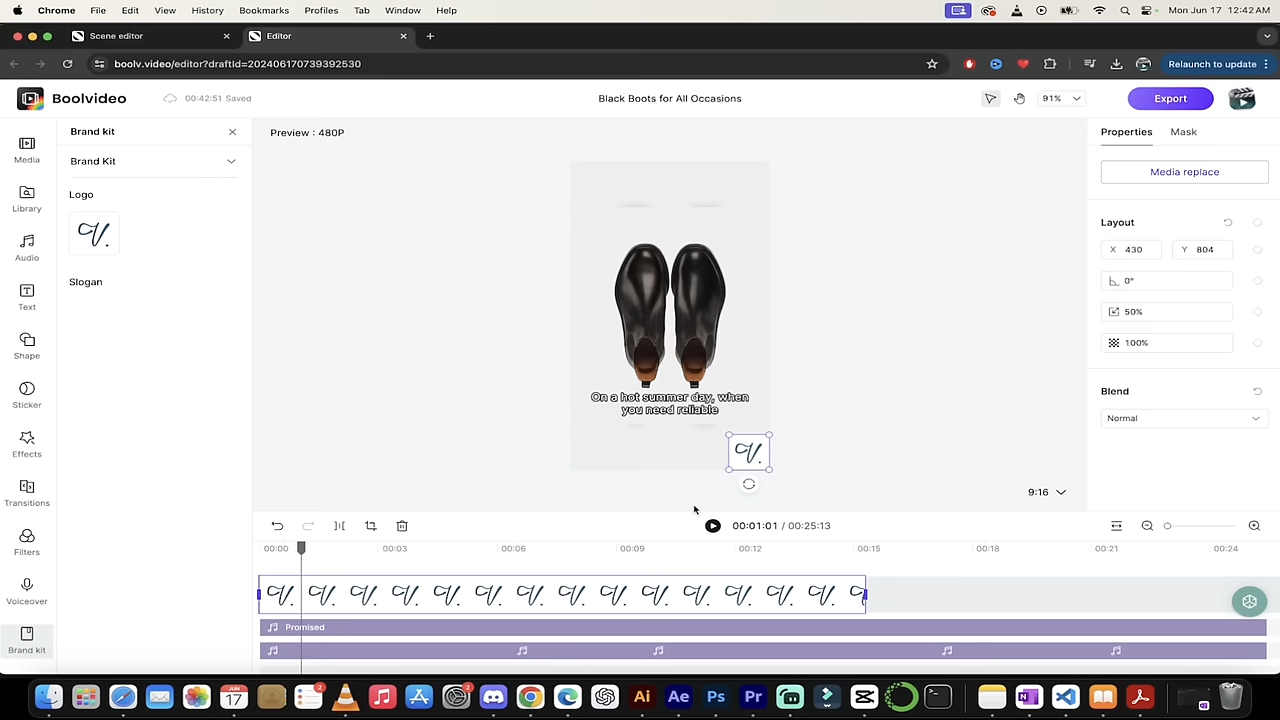 Chrome File Edit View History Bookmarks Profiles Tab Window Help Mon Jun 17 12:42 AM
Scene editor Editor
boolv.video/editor?draftId=202406170739392530 Relaunch to update
Boolvideo 00:42:51 Saved Black Boots for All Occasions 91% Export
Brand kit
Preview : 480P
Properties Mask
Media
Brand Kit
Media replace
Library
Logo
V.
Layout
X 430 Y 804
Audio
0°
Slogan
Text
50%
Shape
100%
Sticker
Blend
On a hot summer day, when
you need reliable
Normal
Effects
V.
Transitions
9:16
Filters
00:01:01 / 00:25:13
00:00 00:03 00:06 00:09 00:12 00:15 00:18 00:21 00:24
Voiceover
V. V. V. V. V. V. V. V. V. V. V. V. V. V. V
Promised
Brand kit
JUN
17
2
2
Ai Ae Ps Pr